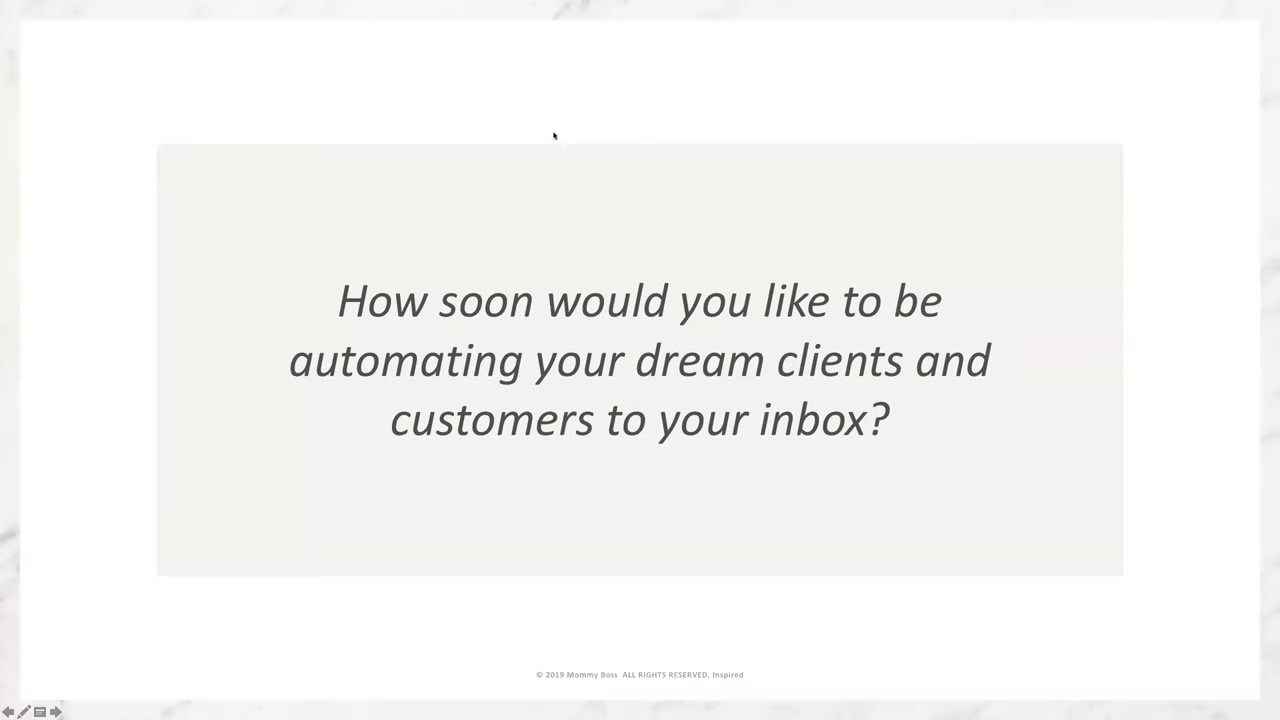 How soon would you like to be
automating your dream clients and
customers to your inbox?
© 2019 Mommy Boss ALL RIGHTS RESERVED. Inspired